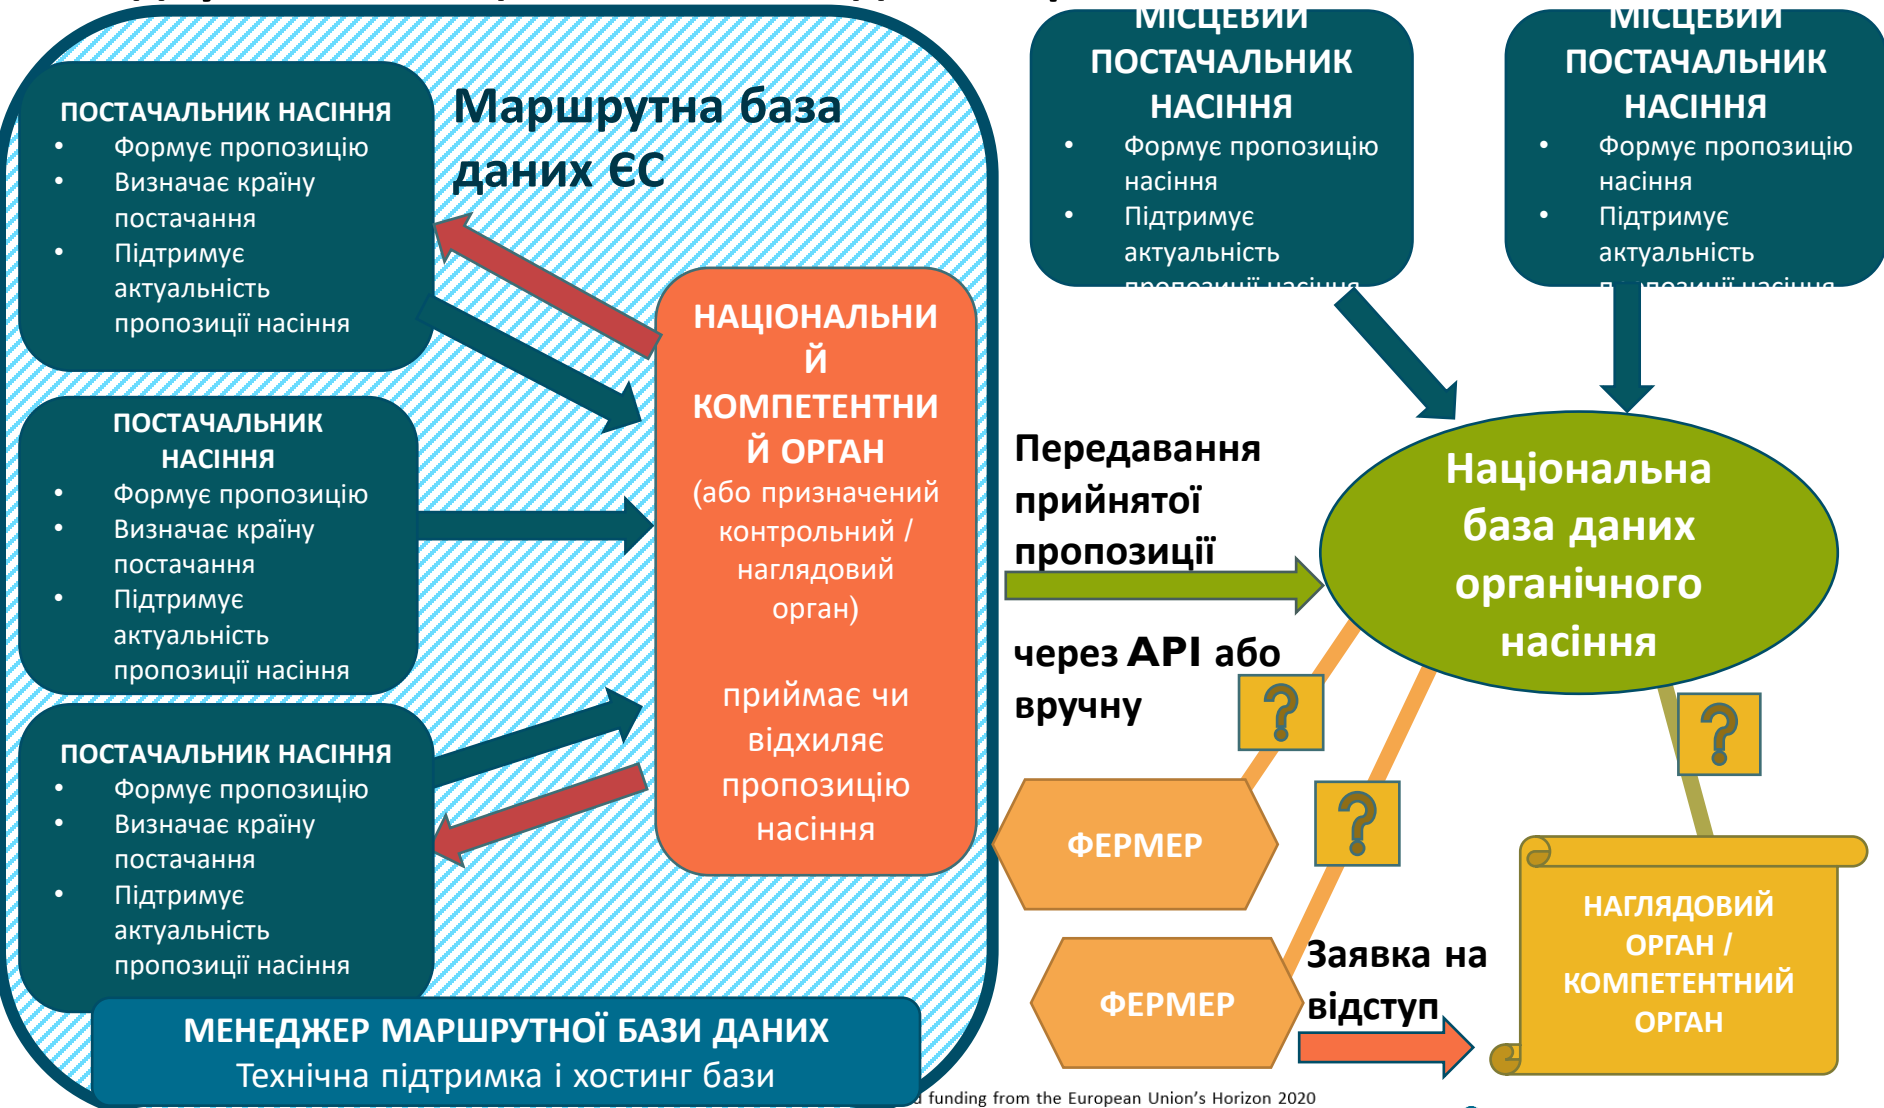 ПОСТАЧАЛЬНИК НАСІННЯ
• Формує пропозицію
• Визначає країну
постачання
• Підтримує
актуальність
пропозиції насіння
Маршрутна база
даних ЄС
ПОСТАЧАЛЬНИК
НАСІННЯ
• Формує пропозицію
• Визначає країну
постачання
• Підтримує
актуальність
пропозиції насіння
ПОСТАЧАЛЬНИК НАСІННЯ
• Формує пропозицію
• Визначає країну
постачання
• Підтримує
актуальність
пропозиції насіння
НАЦІОНАЛЬНИ
Й
КОМПЕТЕНТНИ
Й ОРГАН
(або призначений
контрольний /
наглядовий
орган)
приймає чи
відхиляє
пропозицію
насіння
МЕНЕДЖЕР МАРШРУТНОЇ БАЗИ ДАНИХ
Технічна підтримка і хостинг бази
МІСЦЕВИЙ
ПОСТАЧАЛЬНИК
НАСІННЯ
• Формує пропозицію
насіння
• Підтримує
актуальність
пропозиції насіння
МІСЦЕВИЙ
ПОСТАЧАЛЬНИК
НАСІННЯ
• Формує пропозицію
насіння
• Підтримує
актуальність
пропозиції насіння
Передавання
прийнятої
пропозиції
через API або
вручну
Національна
база даних
органічного
насіння
?
?
?
ФЕРМЕР
ФЕРМЕР
Заявка на
відступ
НАГЛЯДОВИЙ
ОРГАН /
КОМПЕТЕНТНИЙ
ОРГАН
funding from the European Union's Horizon 2020